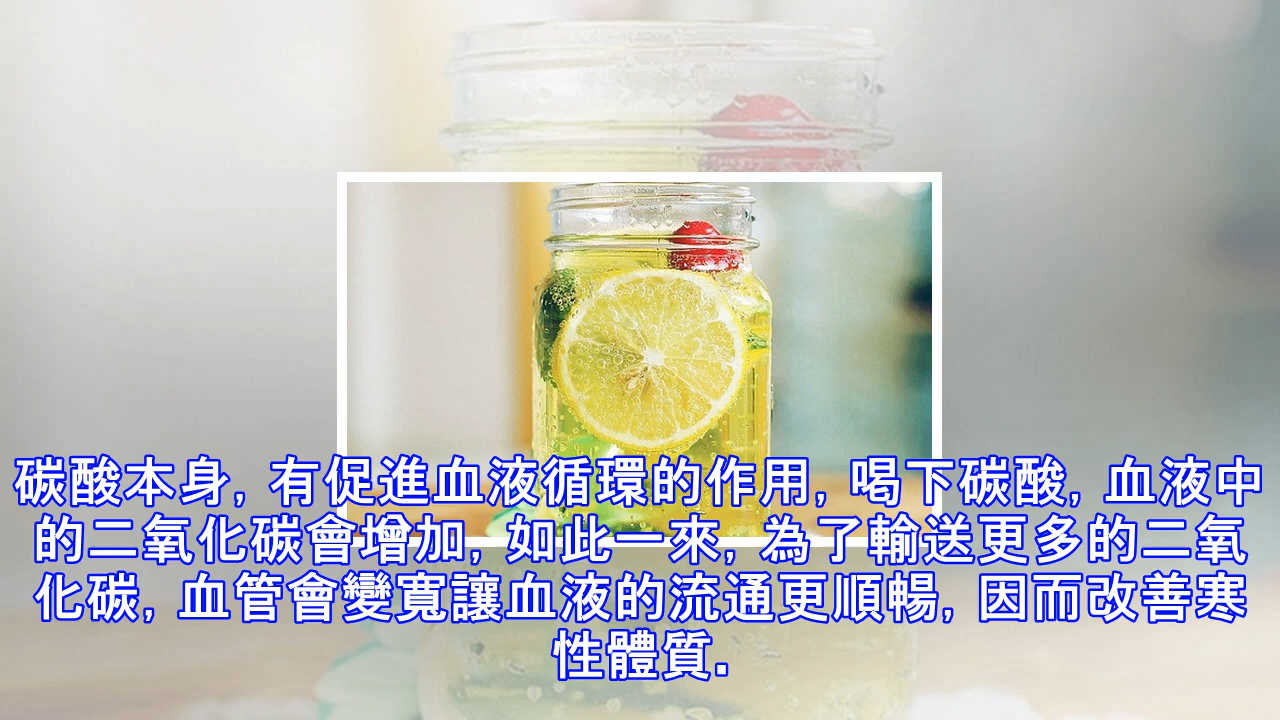 碳酸本身, 有促進血液循環的作用, 喝下碳酸, 血液中
的二氧化碳會增加, 如此一來, 為了輸送更多的二氧
化碳, 血管會變寬讓血液的流通更順暢, 因而改善寒
性體質.